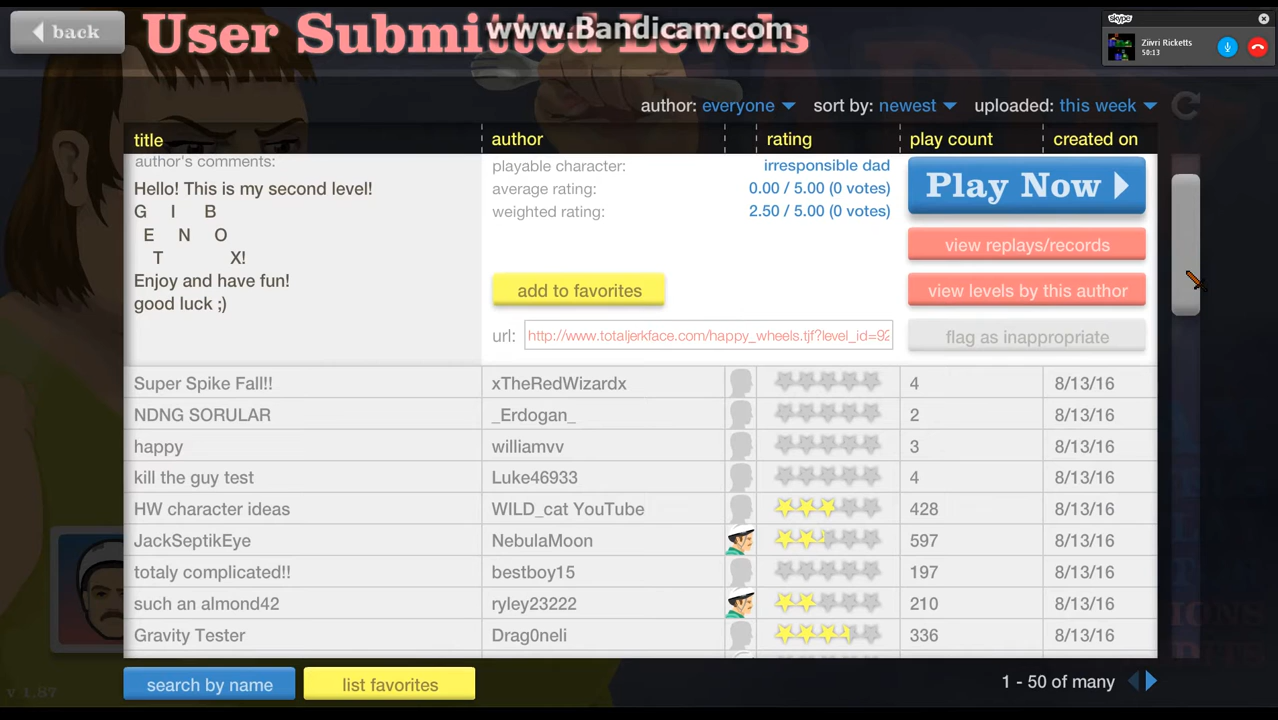 back
User Submitted Levels
www.Bandicam.com
skype
Ziivri Ricketts
50:13
author: everyone sort by: newest uploaded: this week
title author rating play count created on
author's comments:
Hello! This is my second level!
G I B
E N O
T X!
Enjoy and have fun!
good luck ;)
playable character: irresponsible dad
average rating: 0.00 / 5.00 (0 votes)
weighted rating: 2.50 / 5.00 (0 votes)
add to favorites
url: http://www.totaljerkface.com/happy_wheels.tjf?level_id=92
Play Now
view replays/records
view levels by this author
flag as inappropriate
Super Spike Fall!! xTheRedWizardx 4 8/13/16
NDNG SORULAR _Erdogan_ 2 8/13/16
happy williamvv 3 8/13/16
kill the guy test Luke46933 4 8/13/16
HW character ideas WILD_cat YouTube 428 8/13/16
JackSeptikEye NebulaMoon 597 8/13/16
totaly complicated!! bestboy15 197 8/13/16
such an almond42 ryley23222 210 8/13/16
Gravity Tester Drag0neli 336 8/13/16
search by name
list favorites
1 - 50 of many
v 1.87